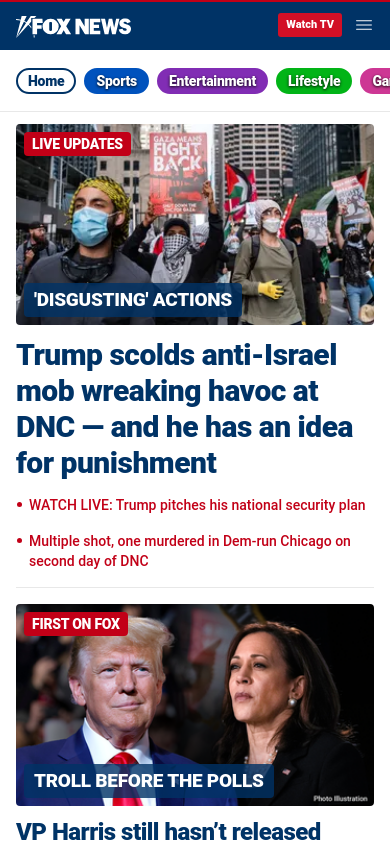 FOX NEWS
Watch TV
Home
Sports
Entertainment
Lifestyle
GAZA MEANS
FIGHT
BACK
LIVE UPDATES
'DISGUSTING' ACTIONS
Trump scolds anti-Israel
mob wreaking havoc at
DNC — and he has an idea
for punishment
• WATCH LIVE: Trump pitches his national security plan
• Multiple shot, one murdered in Dem-run Chicago on
second day of DNC
FIRST ON FOX
TROLL BEFORE THE POLLS
Photo Illustration
VP Harris still hasn't released